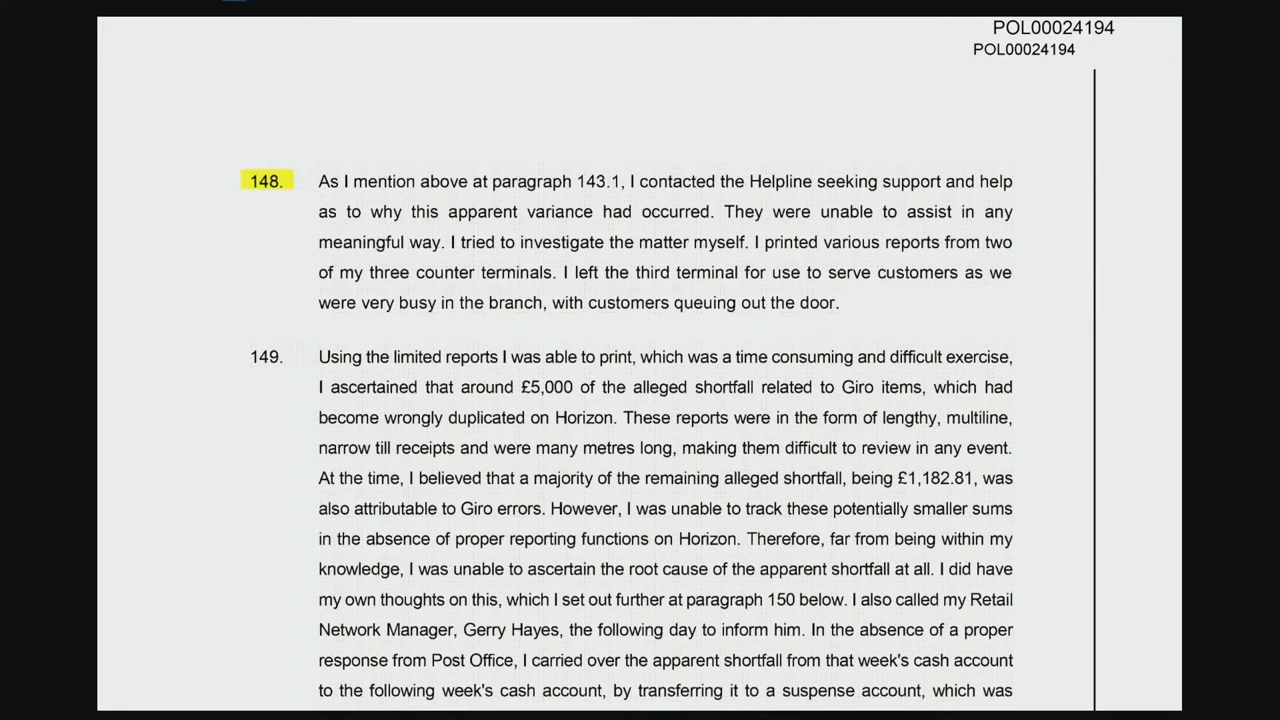 POL00024194
POL00024194
148. As I mention above at paragraph 143.1, I contacted the Helpline seeking support and help
as to why this apparent variance had occurred. They were unable to assist in any
meaningful way. I tried to investigate the matter myself. I printed various reports from two
of my three counter terminals. I left the third terminal for use to serve customers as we
were very busy in the branch, with customers queuing out the door.
149. Using the limited reports I was able to print, which was a time consuming and difficult exercise,
I ascertained that around £5,000 of the alleged shortfall related to Giro items, which had
become wrongly duplicated on Horizon. These reports were in the form of lengthy, multiline,
narrow till receipts and were many metres long, making them difficult to review in any event.
At the time, I believed that a majority of the remaining alleged shortfall, being £1,182.81, was
also attributable to Giro errors. However, I was unable to track these potentially smaller sums
in the absence of proper reporting functions on Horizon. Therefore, far from being within my
knowledge, I was unable to ascertain the root cause of the apparent shortfall at all. I did have
my own thoughts on this, which I set out further at paragraph 150 below. I also called my Retail
Network Manager, Gerry Hayes, the following day to inform him. In the absence of a proper
response from Post Office, I carried over the apparent shortfall from that week's cash account
to the following week's cash account, by transferring it to a suspense account, which was